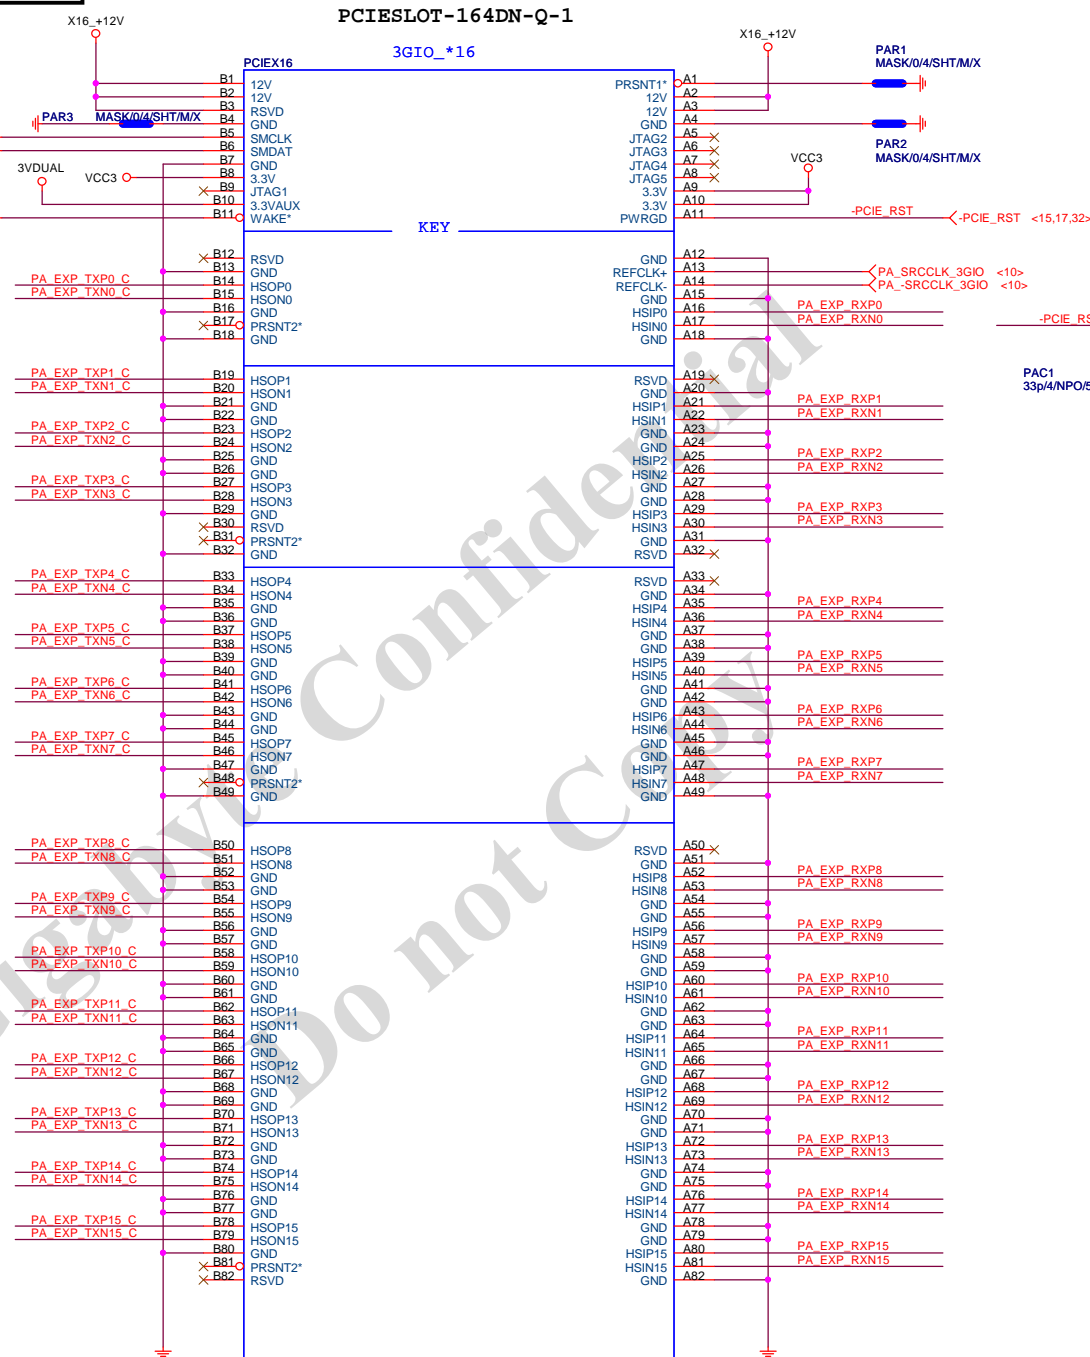 PCIESLOT-164DN-Q-1
X16_+12V
3GIO_*16
X16_+12V
PCIEX16
PAR1
MASK/0/4/SHT/M/X
B1 12V PRSNT1* A1
B2 12V 12V A2
B3 RSVD 12V A3
PAR3 MASK/0/4/SHT/M/X B4 GND GND A4
B5 SMCLK JTAG2 A5
B6 SMDAT JTAG3 A6
PAR2
MASK/0/4/SHT/M/X
B7 GND JTAG4 A7 VCC3
3VDUAL VCC3 B8 3.3V JTAG5 A8
B9 JTAG1 3.3V A9
B10 3.3VAUX 3.3V A10
B11 WAKE* PWRGD A11 -PCIE_RST -PCIE_RST <15,17,32>
KEY
B12 RSVD GND A12
B13 GND REFCLK+ A13 PA_SRCCLK_3GIO <10>
PA_EXP_TXP0_C B14 HSOP0 REFCLK- A14 PA_-SRCCLK_3GIO <10>
PA_EXP_TXN0_C B15 HSON0 GND A15
B16 GND HSIP0 A16 PA_EXP_RXP0
B17 PRSNT2* HSIN0 A17 PA_EXP_RXN0 -PCIE_RS
B18 GND GND A18
PA_EXP_TXP1_C B19 HSOP1 RSVD A19 PAC1
PA_EXP_TXN1_C B20 HSON1 GND A20 33p/4/NPO/5
B21 GND HSIP1 A21 PA_EXP_RXP1
B22 GND HSIN1 A22 PA_EXP_RXN1
PA_EXP_TXP2_C B23 HSOP2 GND A23
PA_EXP_TXN2_C B24 HSON2 GND A24
B25 GND HSIP2 A25 PA_EXP_RXP2
B26 GND HSIN2 A26 PA_EXP_RXN2
PA_EXP_TXP3_C B27 HSOP3 GND A27
PA_EXP_TXN3_C B28 HSON3 GND A28
B29 GND HSIP3 A29 PA_EXP_RXP3
B30 RSVD HSIN3 A30 PA_EXP_RXN3
B31 PRSNT2* GND A31
B32 GND RSVD A32
PA_EXP_TXP4_C B33 HSOP4 RSVD A33
PA_EXP_TXN4_C B34 HSON4 GND A34
B35 GND HSIP4 A35 PA_EXP_RXP4
B36 GND HSIN4 A36 PA_EXP_RXN4
PA_EXP_TXP5_C B37 HSOP5 GND A37
PA_EXP_TXN5_C B38 HSON5 GND A38
B39 GND HSIP5 A39 PA_EXP_RXP5
B40 GND HSIN5 A40 PA_EXP_RXN5
PA_EXP_TXP6_C B41 HSOP6 GND A41
PA_EXP_TXN6_C B42 HSON6 GND A42
B43 GND HSIP6 A43 PA_EXP_RXP6
B44 GND HSIN6 A44 PA_EXP_RXN6
PA_EXP_TXP7_C B45 HSOP7 GND A45
PA_EXP_TXN7_C B46 HSON7 GND A46
B47 GND HSIP7 A47 PA_EXP_RXP7
B48 PRSNT2* HSIN7 A48 PA_EXP_RXN7
B49 GND GND A49
PA_EXP_TXP8_C B50 HSOP8 RSVD A50
PA_EXP_TXN8_C B51 HSON8 GND A51
B52 GND HSIP8 A52 PA_EXP_RXP8
B53 GND HSIN8 A53 PA_EXP_RXN8
PA_EXP_TXP9_C B54 HSOP9 GND A54
PA_EXP_TXN9_C B55 HSON9 GND A55
B56 GND HSIP9 A56 PA_EXP_RXP9
B57 GND HSIN9 A57 PA_EXP_RXN9
PA_EXP_TXP10_C B58 HSOP10 GND A58
PA_EXP_TXN10_C B59 HSON10 GND A59
B60 GND HSIP10 A60 PA_EXP_RXP10
B61 GND HSIN10 A61 PA_EXP_RXN10
PA_EXP_TXP11_C B62 HSOP11 GND A62
PA_EXP_TXN11_C B63 HSON11 GND A63
B64 GND HSIP11 A64 PA_EXP_RXP11
B65 GND HSIN11 A65 PA_EXP_RXN11
PA_EXP_TXP12_C B66 HSOP12 GND A66
PA_EXP_TXN12_C B67 HSON12 GND A67
B68 GND HSIP12 A68 PA_EXP_RXP12
B69 GND HSIN12 A69 PA_EXP_RXN12
PA_EXP_TXP13_C B70 HSOP13 GND A70
PA_EXP_TXN13_C B71 HSON13 GND A71
B72 GND HSIP13 A72 PA_EXP_RXP13
B73 GND HSIN13 A73 PA_EXP_RXN13
PA_EXP_TXP14_C B74 HSOP14 GND A74
PA_EXP_TXN14_C B75 HSON14 GND A75
B76 GND HSIP14 A76 PA_EXP_RXP14
B77 GND HSIN14 A77 PA_EXP_RXN14
PA_EXP_TXP15_C B78 HSOP15 GND A78
PA_EXP_TXN15_C B79 HSON15 GND A79
B80 GND HSIP15 A80 PA_EXP_RXP15
B81 PRSNT2* HSIN15 A81 PA_EXP_RXN15
B82 RSVD GND A82
igabyte Confidential
Do not Copy